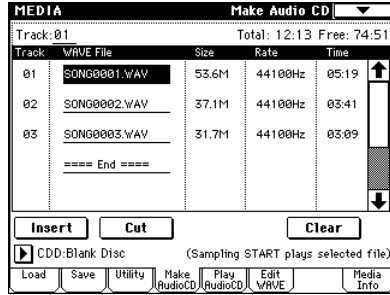 MEDIA Make Audio CD
Track:01 Total: 12:13 Free: 74:51
Track WAVE File Size Rate Time
01 SONG0001.WAV 53.6M 44100Hz 05:19
02 SONG0002.WAV 37.1M 44100Hz 03:41
03 SONG0003.WAV 31.7M 44100Hz 03:09
==== End ====
Insert Cut Clear
CDD:Blank Disc (Sampling START plays selected file)
Load Save Utility Make AudioCD Play AudioCD Edit WAVE Media Info